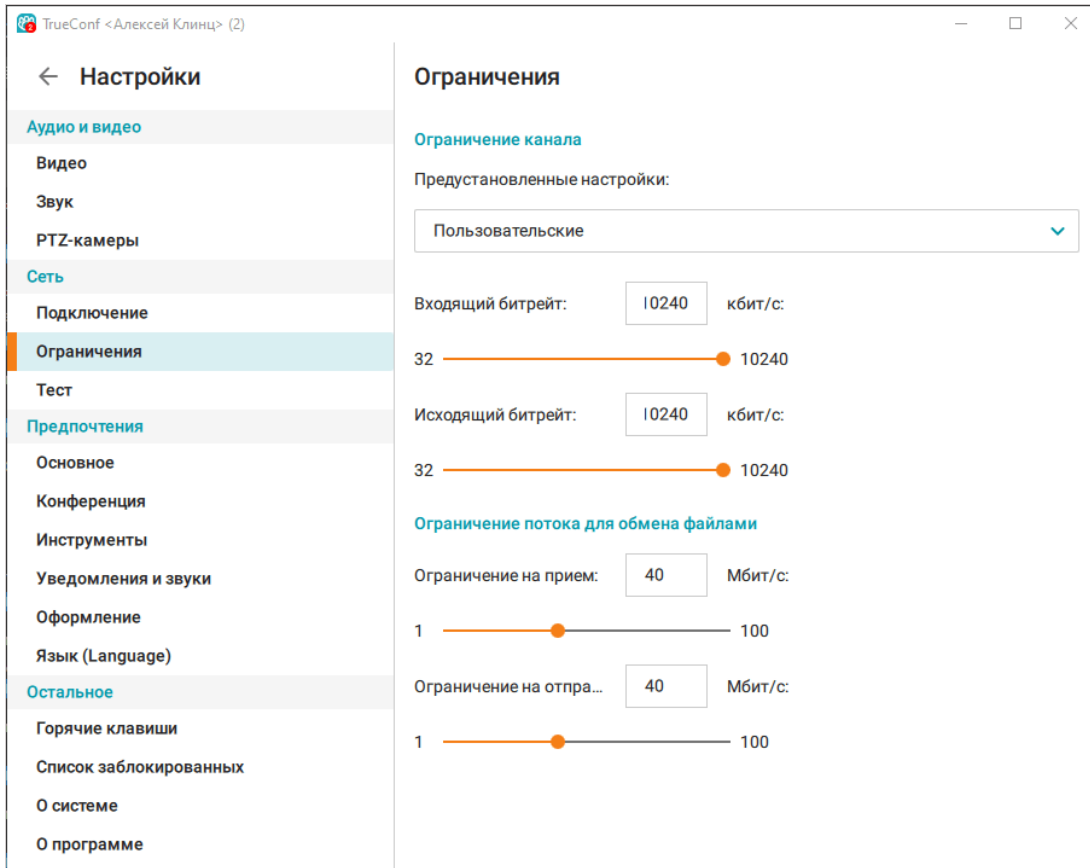 TrueConf <Алексей Клинц> (2)
Настройки
Аудио и видео
Видео
Звук
PTZ-камеры
Сеть
Подключение
Ограничения
Тест
Предпочтения
Основное
Конференция
Инструменты
Уведомления и звуки
Оформление
Язык (Language)
Остальное
Горячие клавиши
Список заблокированных
О системе
О программе
Ограничения
Ограничение канала
Предустановленные настройки:
Пользовательские
Входящий битрейт: 10240 кбит/с:
32 10240
Исходящий битрейт: 10240 кбит/с:
32 10240
Ограничение потока для обмена файлами
Ограничение на прием: 40 Мбит/с:
1 100
Ограничение на отпра... 40 Мбит/с:
1 100